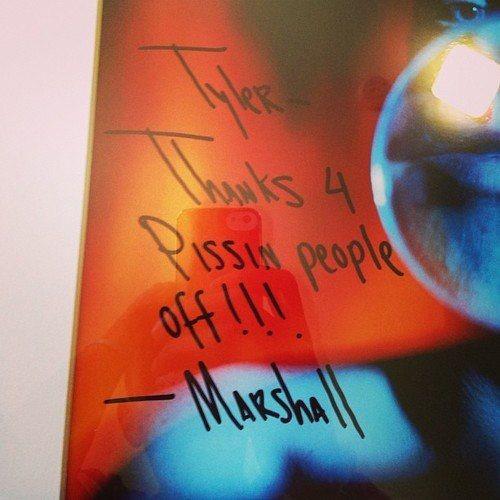 Tyler-
Thanks 4
Pissin people
off!!!
— Marshall